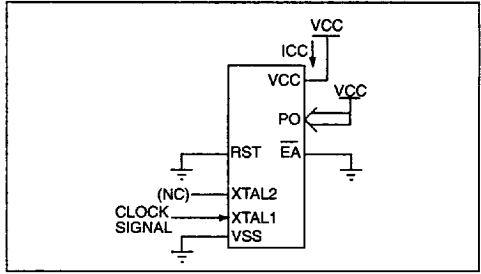 VCC
ICC
VCC
VCC
PO
RST
EA
(NC)
XTAL2
CLOCK
SIGNAL
XTAL1
VSS